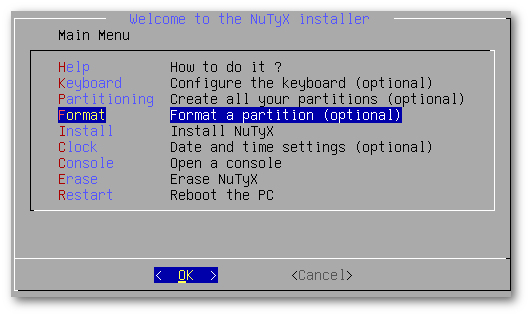 Welcome to the NuTyX installer
Main Menu
Help How to do it ?
Keyboard Configure the keyboard (optional)
Partitioning Create all your partitions (optional)
Format Format a partition (optional)
Install Install NuTyX
Clock Date and time settings (optional)
Console Open a console
Erase Erase NuTyX
Restart Reboot the PC
< OK > <Cancel>